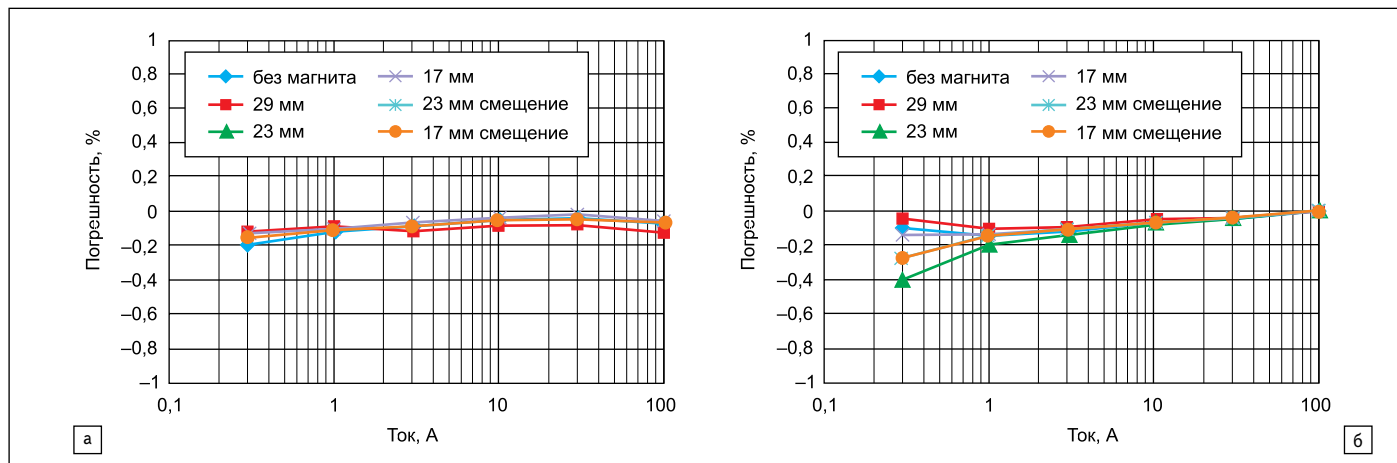 1
0,8
0,6
0,4
0,2
0
–0,2
–0,4
–0,6
–0,8
–1
Погрешность, %
без магнита
29 мм
23 мм
17 мм
23 мм смещение
17 мм смещение
0,1
1
10
100
Ток, А
а
1
0,8
0,6
0,4
0,2
0
–0,2
–0,4
–0,6
–0,8
–1
Погрешность, %
без магнита
29 мм
23 мм
17 мм
23 мм смещение
17 мм смещение
0,1
1
10
100
Ток, А
б